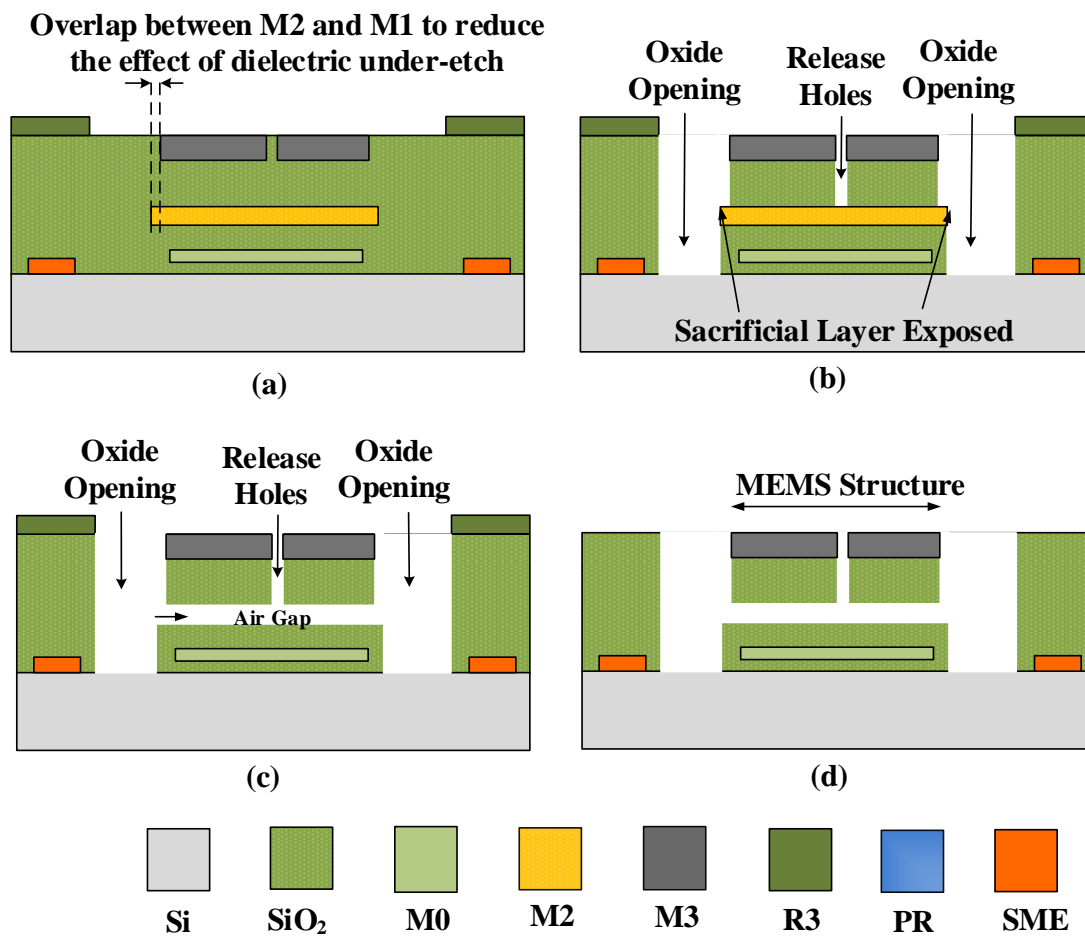 Overlap between M2 and M1 to reduce
the effect of dielectric under-etch
(a)
Oxide
Opening
Release
Holes
Oxide
Opening
Sacrificial Layer Exposed
(b)
Oxide
Opening
Release
Holes
Oxide
Opening
Air Gap
(c)
MEMS Structure
(d)
Si
SiO₂
M0
M2
M3
R3
PR
SME